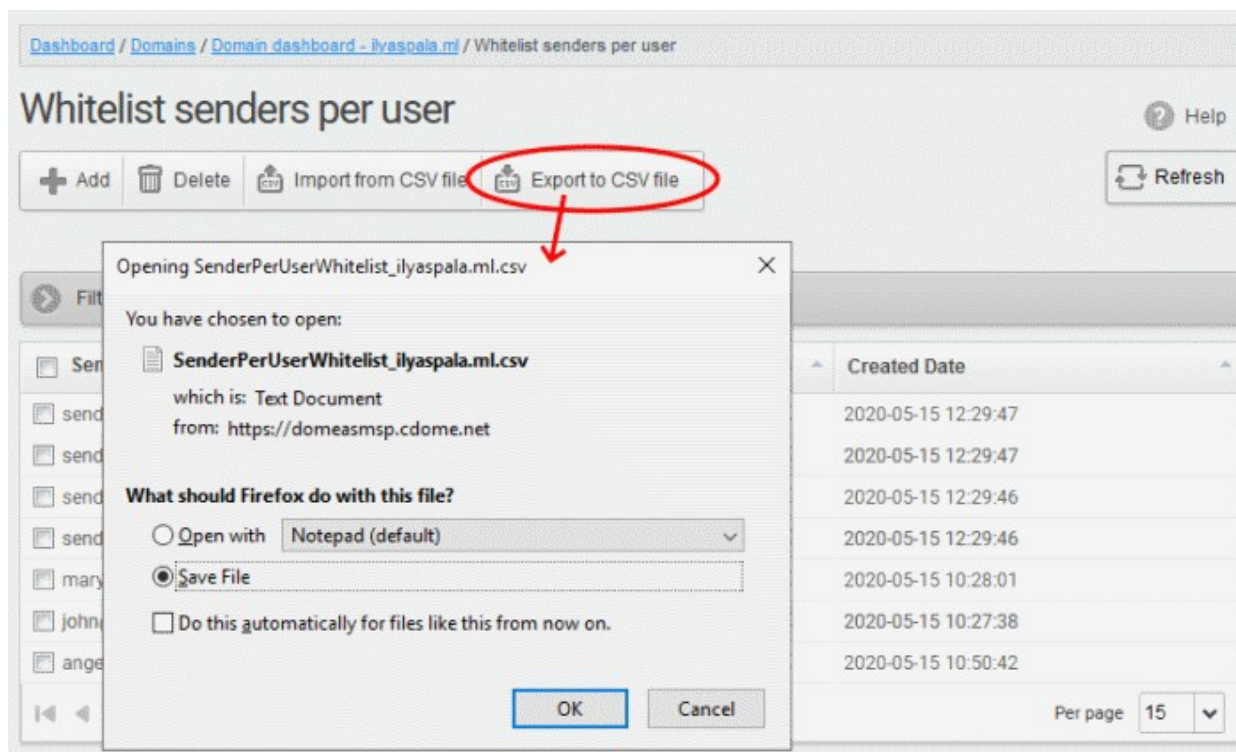 Dashboard / Domains / Domain dashboard - ilyaspala.ml / Whitelist senders per user
Whitelist senders per user
Help
Add Delete Import from CSV file Export to CSV file
Refresh
Opening SenderPerUserWhitelist_ilyaspala.ml.csv
You have chosen to open:
SenderPerUserWhitelist_ilyaspala.ml.csv
which is: Text Document
from: https://domeasmsp.cdome.net
What should Firefox do with this file?
Open with Notepad (default)
Save File
Do this automatically for files like this from now on.
OK Cancel
Filt
Sen Created Date
send 2020-05-15 12:29:47
send 2020-05-15 12:29:47
send 2020-05-15 12:29:46
send 2020-05-15 12:29:46
mary 2020-05-15 10:28:01
john 2020-05-15 10:27:38
ange 2020-05-15 10:50:42
Per page 15